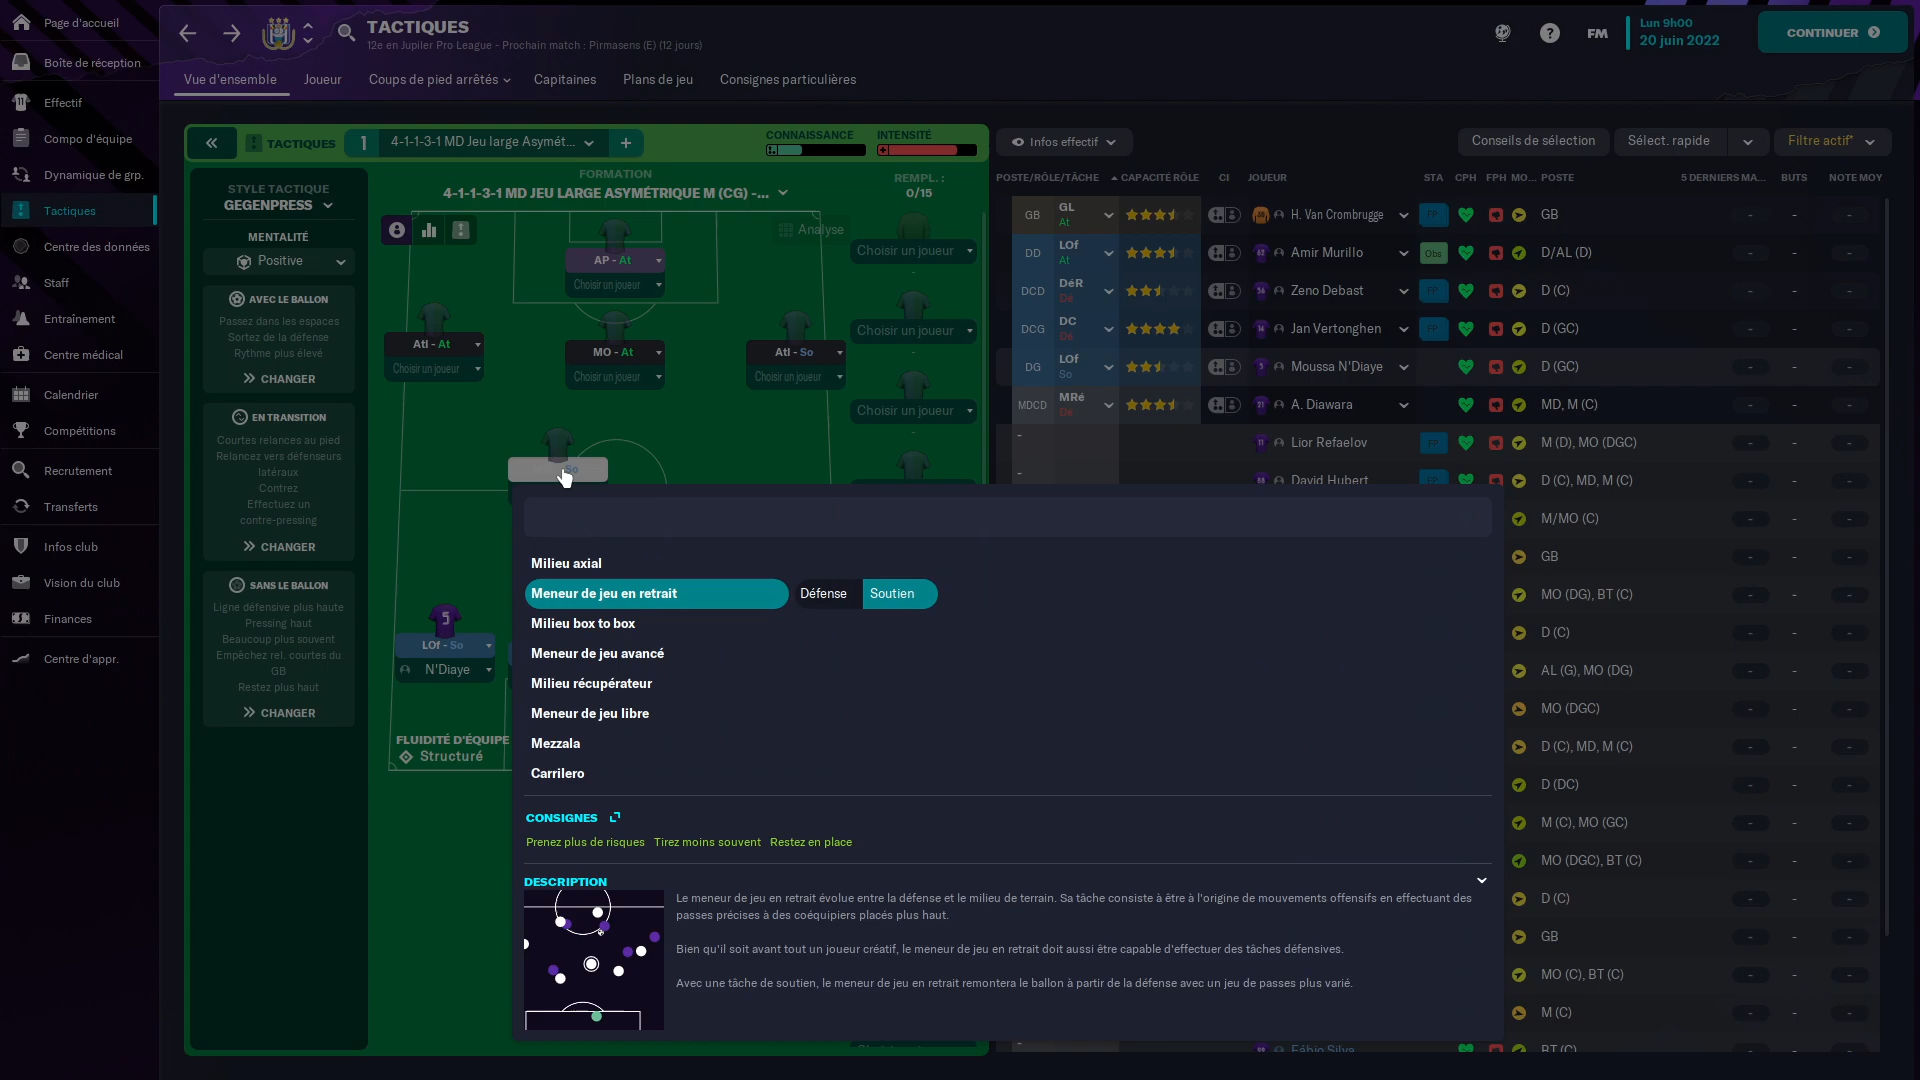 Page d'accueil
Boîte de réception
Effectif
Compo d'équipe
Dynamique de grp.
Tactiques
Centre des données
Staff
Entraînement
Centre médical
Calendrier
Compétitions
Recrutement
Transferts
Infos club
Vision du club
Finances
Centre d'appr.
TACTIQUES
12e en Jupiler Pro League - Prochain match : Pirmasens (E) (12 jours)
FM
Lun 9h00
20 juin 2022
CONTINUER
Vue d'ensemble Joueur Coups de pied arrêtés Capitaines Plans de jeu Consignes particulières
TACTIQUES 1 4-1-1-3-1 MD Jeu large Asymét...
CONNAISSANCE INTENSITÉ
STYLE TACTIQUE
GEGENPRESS
MENTALITÉ
Positive
AVEC LE BALLON
Passez dans les espaces
Sortez de la défense
Rythme plus élevé
CHANGER
EN TRANSITION
Courtes relances au pied
Relancez vers défenseurs
latéraux
Contrez
Effectuez un
contre-pressing
CHANGER
SANS LE BALLON
Ligne défensive plus haute
Pressing haut
Beaucoup plus souvent
Empêchez rel. courtes du
GB
Restez plus haut
CHANGER
FORMATION
4-1-1-3-1 MD JEU LARGE ASYMÉTRIQUE M (CG) -...
REMPL. :
0/15
Analyse
AP - At
Choisir un joueur
Atl - At
Choisir un joueur
MO - At
Choisir un joueur
Atl - So
Choisir un joueur
So
5
LOf - So
N'Diaye
FLUIDITÉ D'ÉQUIPE
Structuré
Choisir un joueur
-
Choisir un joueur
-
Choisir un joueur
-
Infos effectif
Conseils de sélection
Sélect. rapide
Filtre actif*
POSTE/RÔLE/TÂCHE CAPACITÉ RÔLE CI JOUEUR STA CPH FPH MO... POSTE 5 DERNIERS MA... BUTS NOTE MOY
GB GL At H. Van Crombrugge FP GB - - -
DD LOf At Amir Murillo Obs D/AL (D) - - -
DCD DéR Dé Zeno Debast D (C) - - -
DCG DC Dé Jan Vertonghen FP D (GC) - - -
DG LOf So Moussa N'Diaye D (GC) - - -
MDCD MRé Dé A. Diawara MD, M (C) - - -
- Lior Refaelov FP M (D), MO (DGC) - - -
- David Hubert FP D (C), MD, M (C) - - -
M/MO (C) - - -
GB - - -
MO (DG), BT (C) - - -
D (C) - - -
AL (G), MO (DG) - - -
MO (DGC) - - -
D (C), MD, M (C) - - -
D (DC) - - -
M (C), MO (GC) - - -
MO (DGC), BT (C) - - -
D (C) - - -
GB - - -
MO (C), BT (C) - - -
M (C) - - -
- Fábio Silva BT (C)
Milieu axial
Meneur de jeu en retrait Défense Soutien
Milieu box to box
Meneur de jeu avancé
Milieu récupérateur
Meneur de jeu libre
Mezzala
Carrilero
CONSIGNES
Prenez plus de risques Tirez moins souvent Restez en place
DESCRIPTION
Le meneur de jeu en retrait évolue entre la défense et le milieu de terrain. Sa tâche consiste à être à l'origine de mouvements offensifs en effectuant des
passes précises à des coéquipiers placés plus haut.
Bien qu'il soit avant tout un joueur créatif, le meneur de jeu en retrait doit aussi être capable d'effectuer des tâches défensives.
Avec une tâche de soutien, le meneur de jeu en retrait remontera le ballon à partir de la défense avec un jeu de passes plus varié.